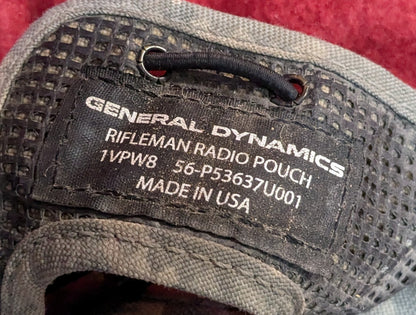 GENERAL DYNAMICS
RIFLEMAN RADIO POUCH
1VPW8 56-P53637U001
MADE IN USA